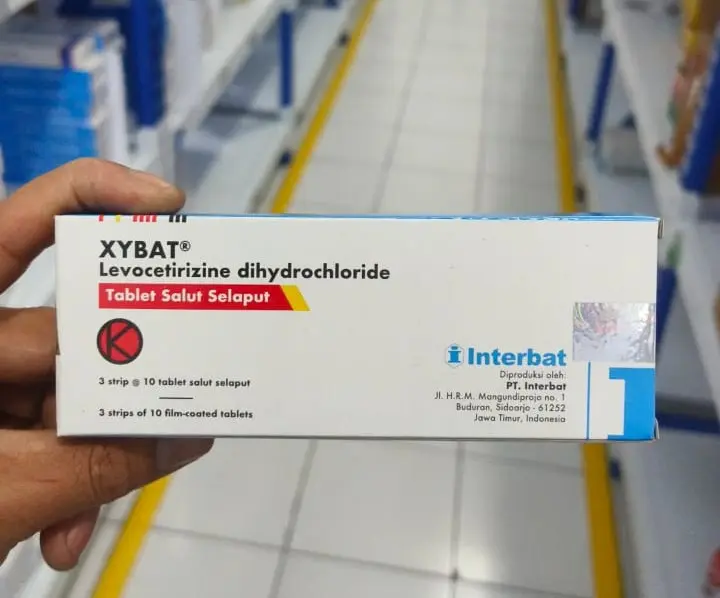 XYBAT®
Levocetirizine dihydrochloride
Tablet Salut Selaput
K
3 strip @ 10 tablet salut selaput
3 strips of 10 film-coated tablets
i Interbat
Diproduksi oleh:
PT. Interbat
Jl. H.R.M. Mangundiprojo no. 1
Buduran, Sidoarjo - 61252
Jawa Timur, Indonesia